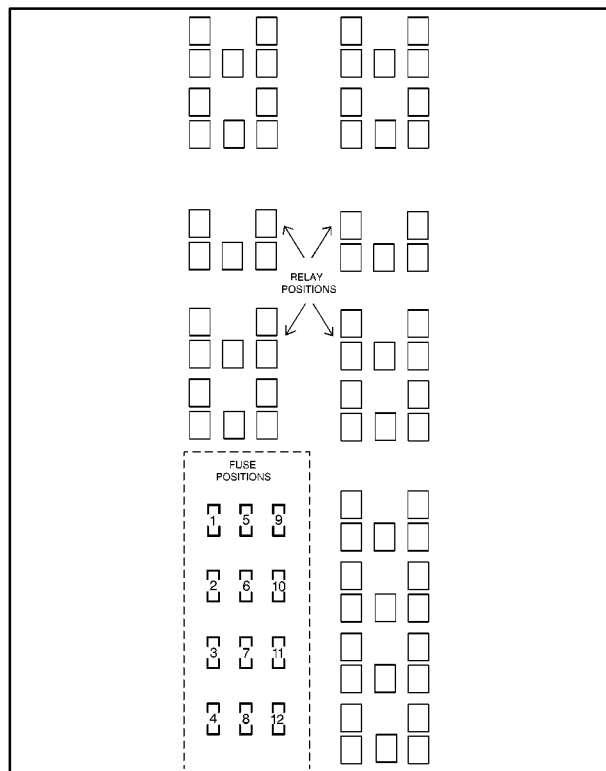 RELAY
POSITIONS
FUSE
POSITIONS
1 5 9
2 6 10
3 7 11
4 8 12